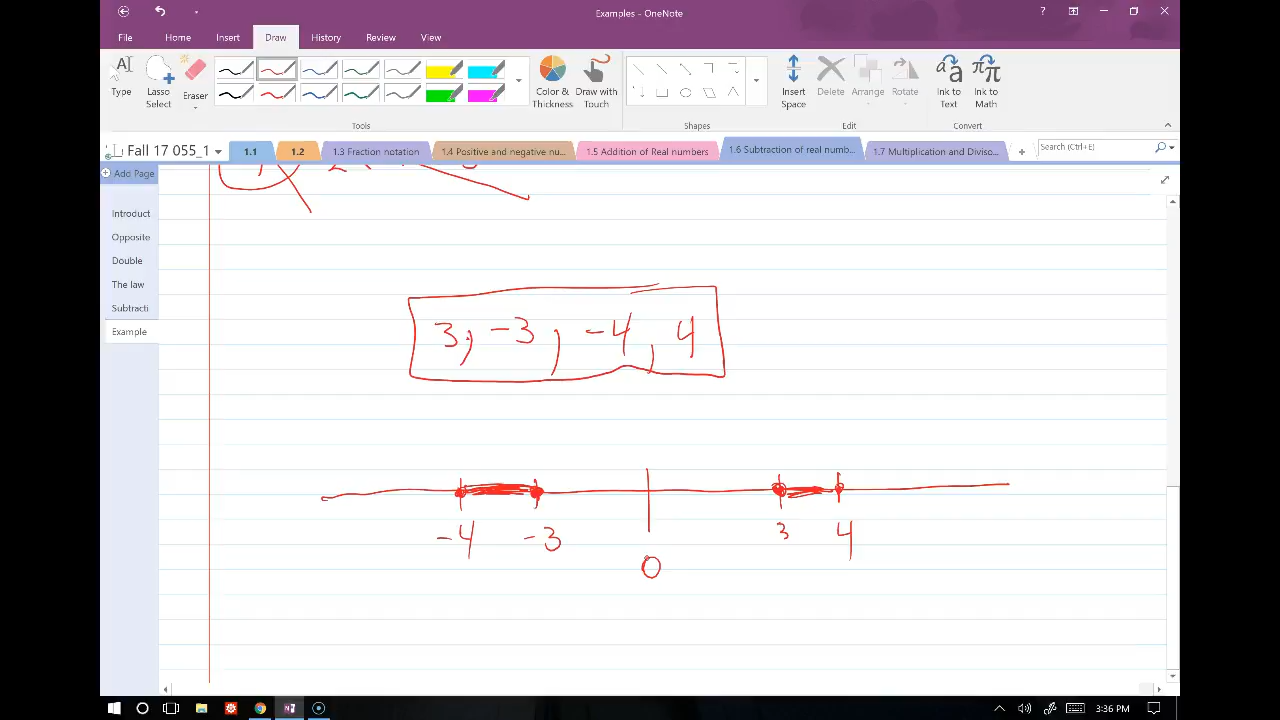 Examples - OneNote
?
File Home Insert Draw History Review View
Type
Lasso Select
Eraser
Color & Thickness
Draw with Touch
Insert Space
Delete
Arrange
Rotate
Ink to Text
Ink to Math
Tools Shapes Edit Convert
Fall 17 055_1 1.1 1.2 1.3 Fraction notation 1.4 Positive and negative nu... 1.5 Addition of Real numbers 1.6 Subtraction of real numb... 1.7 Multiplication and Diviso... Search (Ctrl+E)
Add Page
Introduct
Opposite
Double
The law
Subtracti
Example
3, -3, -4, 4
-4 -3 0 3 4
3:36 PM